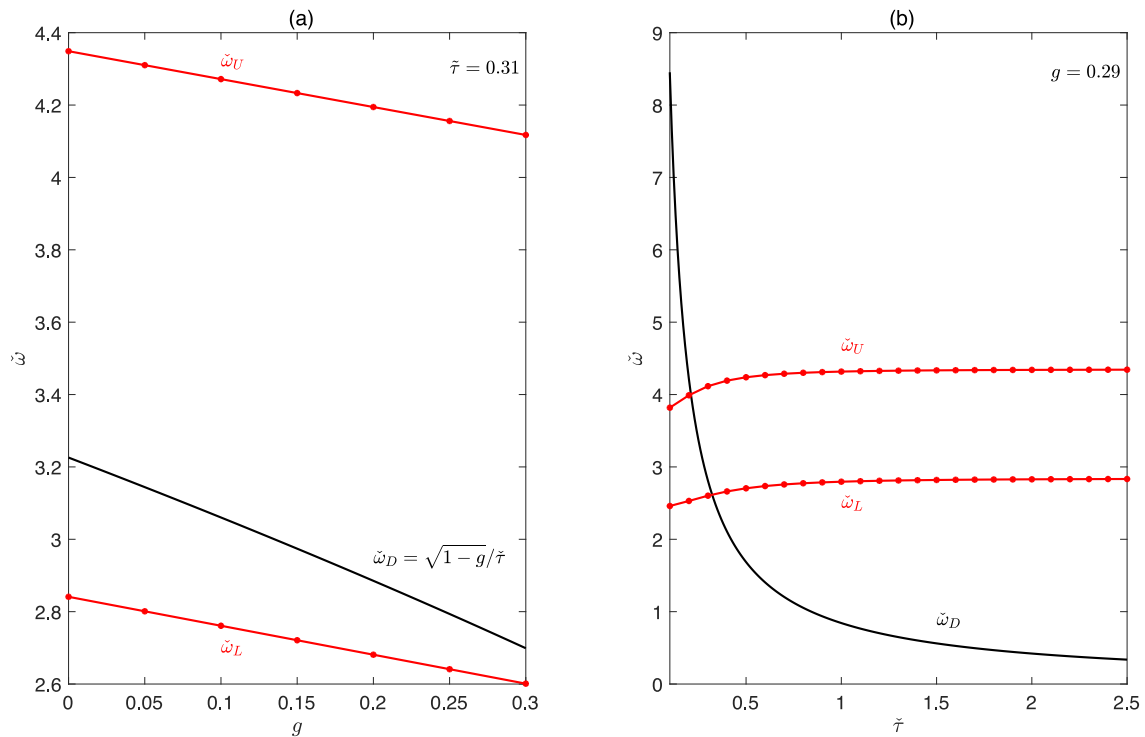 (a)
4.4
4.2
4
3.8
3.6
3.4
3.2
3
2.8
2.6
ω̌
ω̌_U
τ̃ = 0.31
ω̌_D = √(1 − g)/τ̌
ω̌_L
0 0.05 0.1 0.15 0.2 0.25 0.3
g
(b)
9
8
7
6
5
4
3
2
1
0
ω̌
g = 0.29
ω̌_U
ω̌_L
ω̌_D
0.5 1 1.5 2 2.5
τ̌